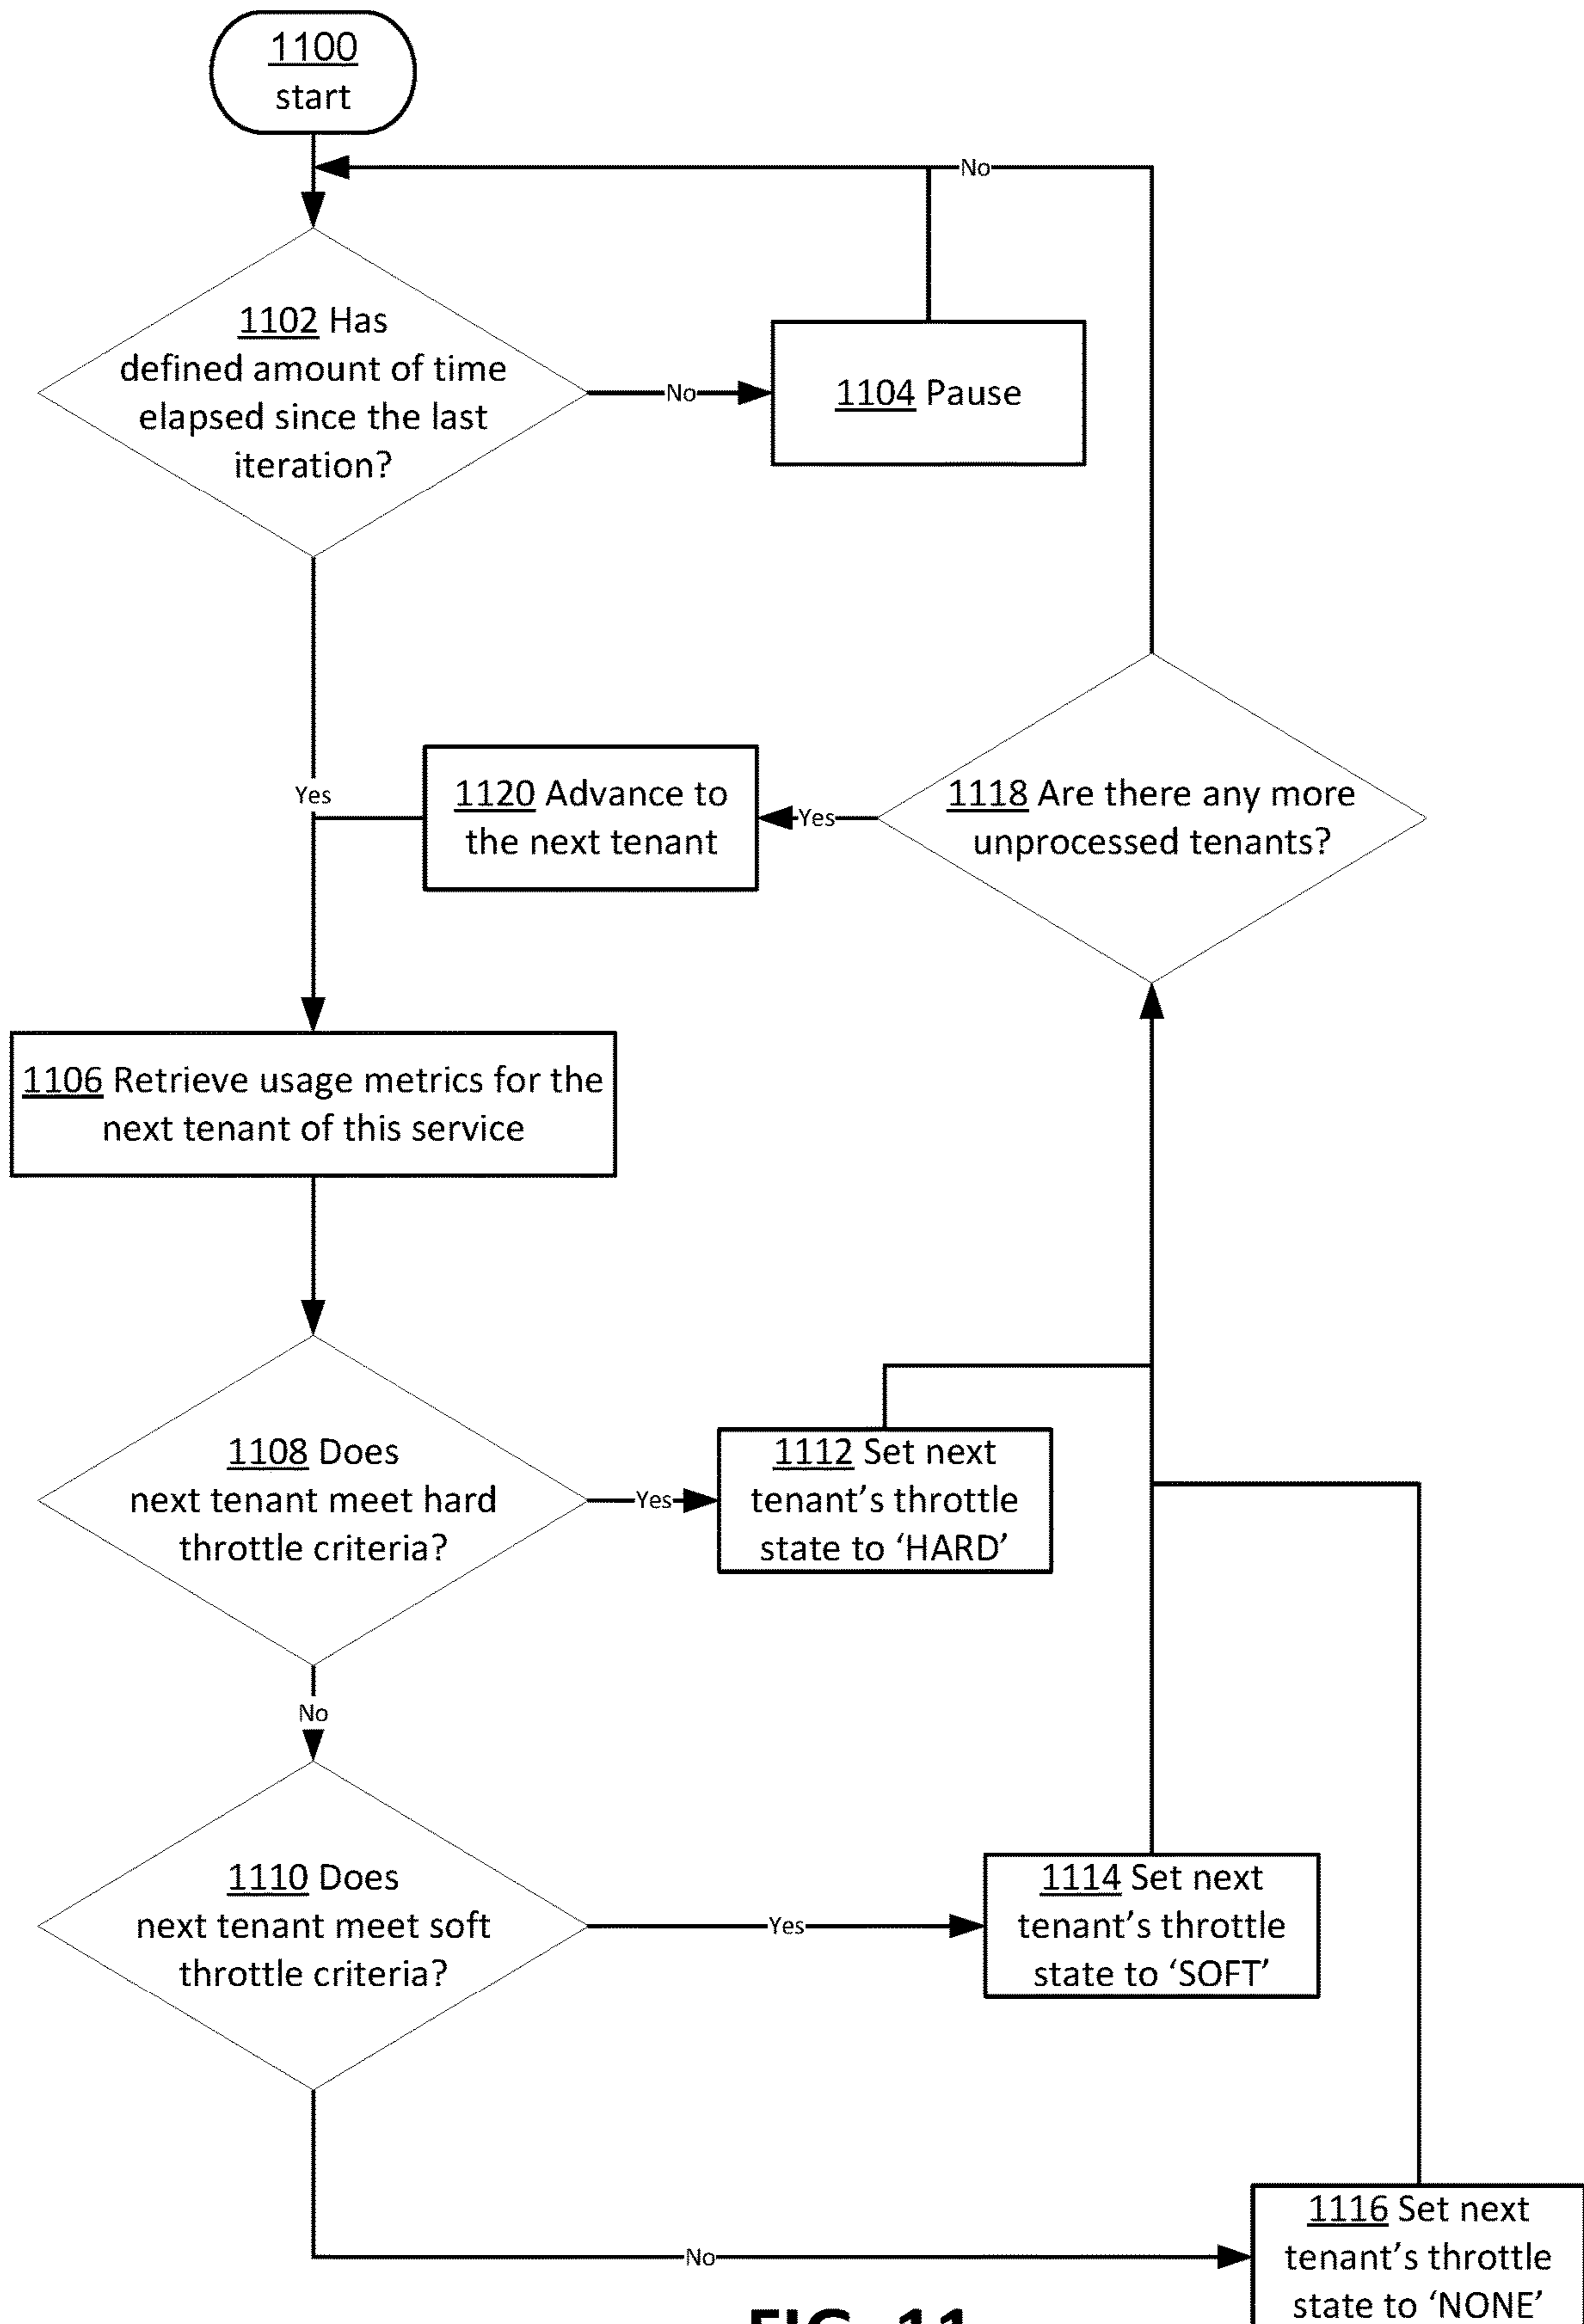 1100
start
No
1102 Has
defined amount of time
elapsed since the last
iteration?
No
1104 Pause
Yes
1120 Advance to
the next tenant
Yes
1118 Are there any more
unprocessed tenants?
1106 Retrieve usage metrics for the
next tenant of this service
1108 Does
next tenant meet hard
throttle criteria?
Yes
1112 Set next
tenant’s throttle
state to ‘HARD’
No
1110 Does
next tenant meet soft
throttle criteria?
Yes
1114 Set next
tenant’s throttle
state to ‘SOFT’
No
1116 Set next
tenant’s throttle
state to ‘NONE’
FIG. 11